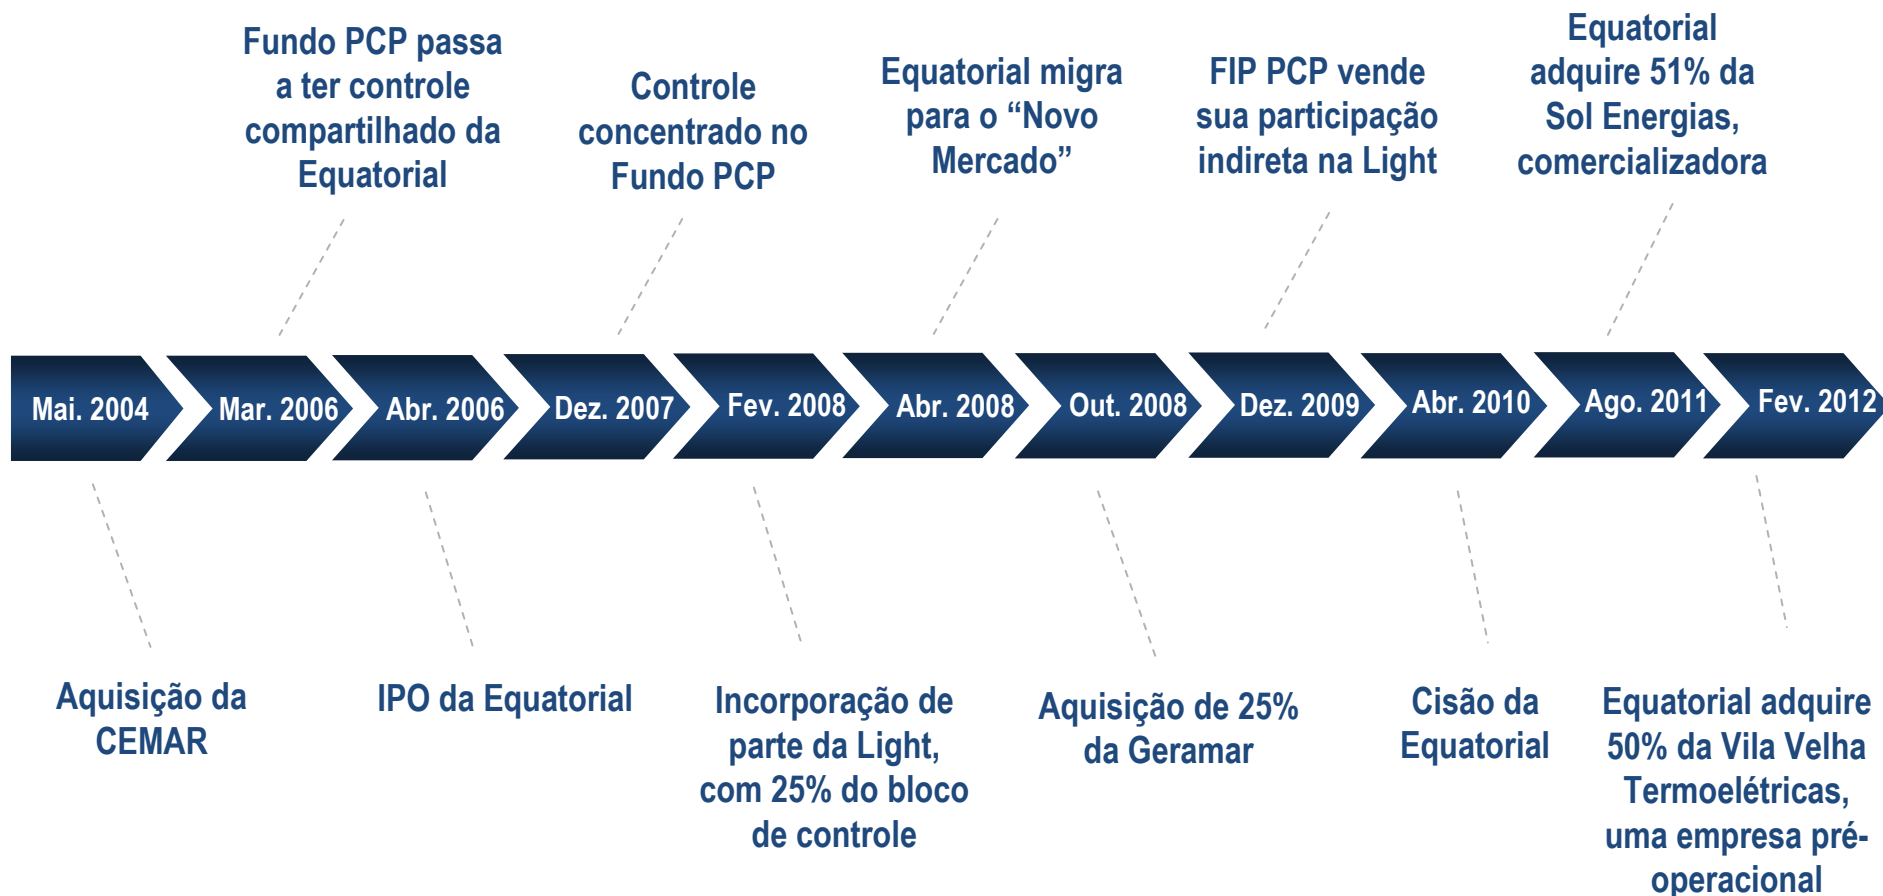 Fundo PCP passa
a ter controle
compartilhado da
Equatorial
Controle
concentrado no
Fundo PCP
Equatorial migra
para o “Novo
Mercado”
FIP PCP vende
sua participação
indireta na Light
Equatorial
adquire 51% da
Sol Energias,
comercializadora
Mai. 2004
Mar. 2006
Abr. 2006
Dez. 2007
Fev. 2008
Abr. 2008
Out. 2008
Dez. 2009
Abr. 2010
Ago. 2011
Fev. 2012
Aquisição da
CEMAR
IPO da Equatorial
Incorporação de
parte da Light,
com 25% do bloco
de controle
Aquisição de 25%
da Geramar
Cisão da
Equatorial
Equatorial adquire
50% da Vila Velha
Termoelétricas,
uma empresa pré-
operacional